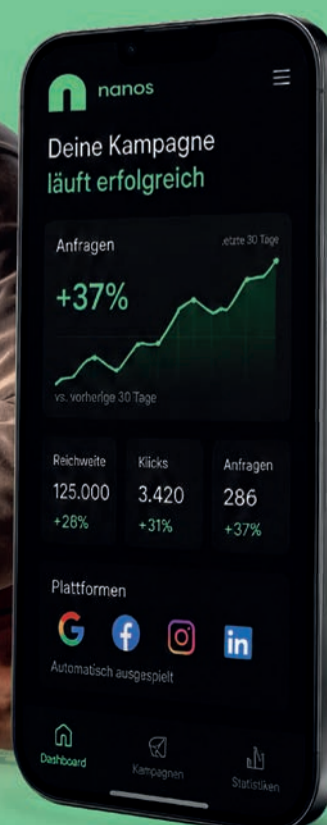 nanos
Deine Kampagne
läuft erfolgreich
Anfragen
letzte 30 Tage
+37%
vs. vorherige 30 Tage
Reichweite
125.000
+28%
Klicks
3.420
+31%
Anfragen
286
+37%
Plattformen
G f in
Automatisch ausgespielt
Dashboard
Kampagnen
Statistiken